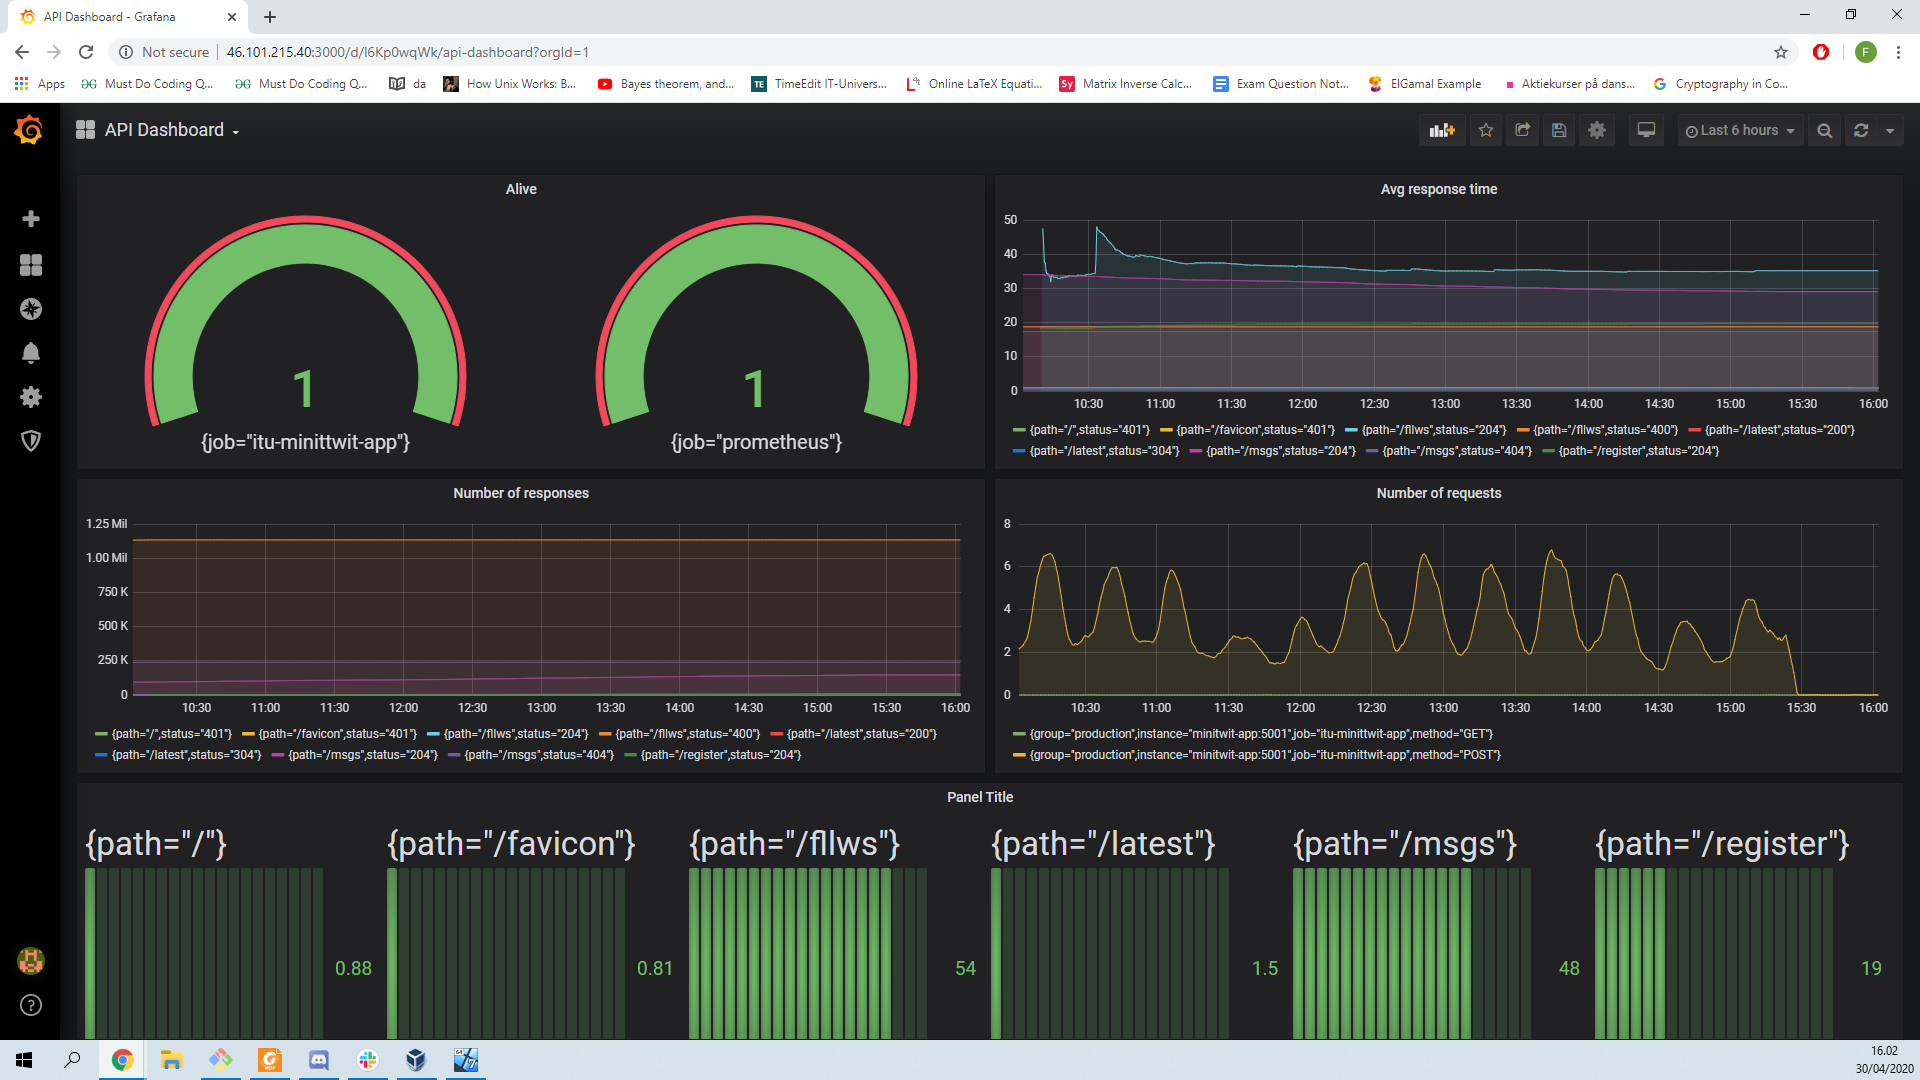 API Dashboard - Grafana
Not secure
46.101.215.40:3000/d/I6Kp0wqWk/api-dashboard?orgId=1
F
Apps
Must Do Coding Q...
Must Do Coding Q...
da
How Unix Works: B...
Bayes theorem, and...
TE
TimeEdit IT-Univers...
Online LaTeX Equati...
Sy
Matrix Inverse Calc...
Exam Question Not...
ElGamal Example
Aktiekurser på dans...
Cryptography in Co...
API Dashboard
Last 6 hours
Alive
1
{job="itu-minittwit-app"}
1
{job="prometheus"}
Avg response time
50
40
30
20
10
0
10:30 11:00 11:30 12:00 12:30 13:00 13:30 14:00 14:30 15:00 15:30 16:00
{path="/",status="401"} {path="/favicon",status="401"} {path="/fllws",status="204"} {path="/fllws",status="400"} {path="/latest",status="200"}
{path="/latest",status="304"} {path="/msgs",status="204"} {path="/msgs",status="404"} {path="/register",status="204"}
Number of responses
1.25 Mil
1.00 Mil
750 K
500 K
250 K
0
10:30 11:00 11:30 12:00 12:30 13:00 13:30 14:00 14:30 15:00 15:30 16:00
{path="/",status="401"} {path="/favicon",status="401"} {path="/fllws",status="204"} {path="/fllws",status="400"} {path="/latest",status="200"}
{path="/latest",status="304"} {path="/msgs",status="204"} {path="/msgs",status="404"} {path="/register",status="204"}
Number of requests
8
6
4
2
0
10:30 11:00 11:30 12:00 12:30 13:00 13:30 14:00 14:30 15:00 15:30 16:00
{group="production",instance="minitwit-app:5001",job="itu-minittwit-app",method="GET"}
{group="production",instance="minitwit-app:5001",job="itu-minittwit-app",method="POST"}
Panel Title
{path="/"}
0.88
{path="/favicon"}
0.81
{path="/fllws"}
54
{path="/latest"}
1.5
{path="/msgs"}
48
{path="/register"}
19
16.02
30/04/2020